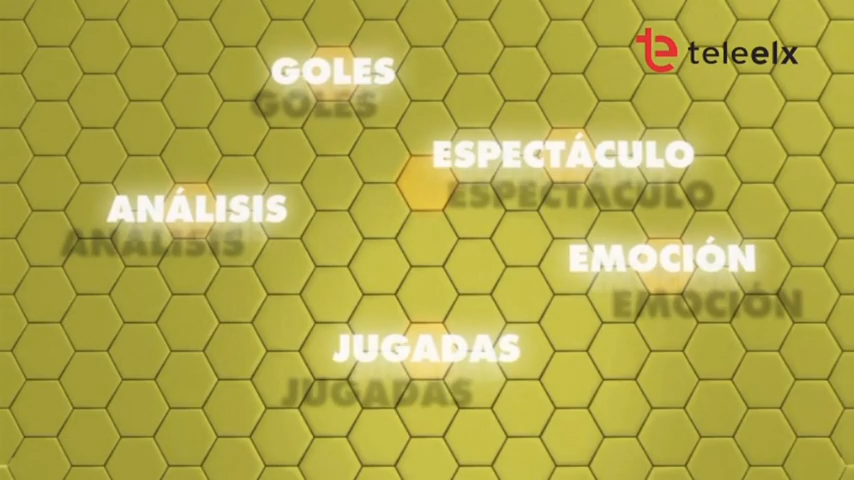 teleelx
GOLES
ESPECTÁCULO
ANÁLISIS
EMOCIÓN
JUGADAS